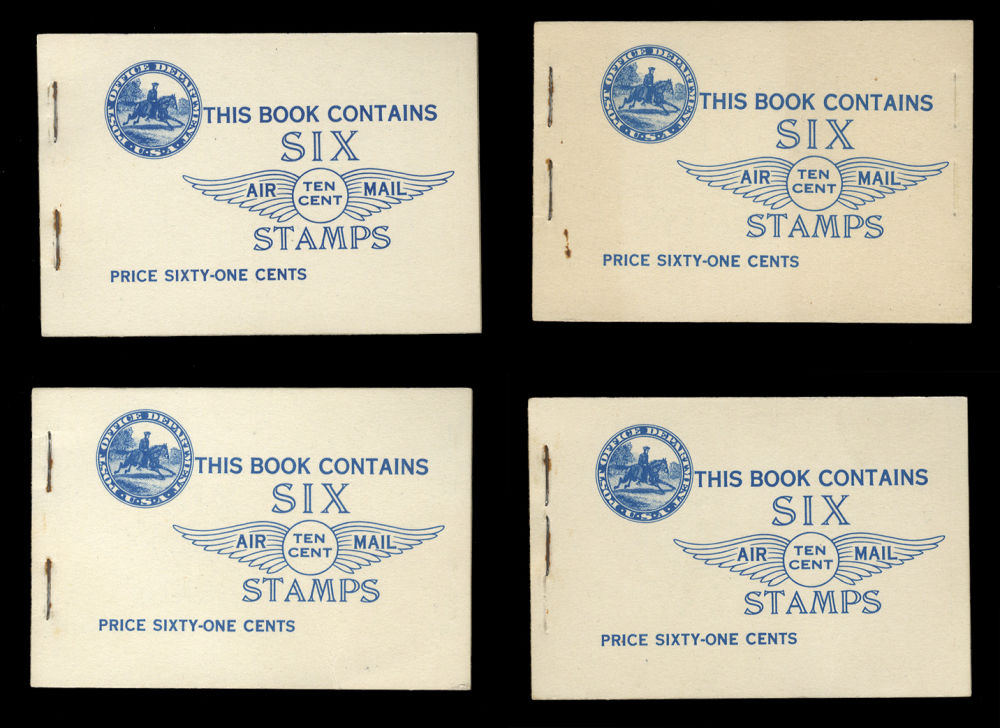 POST OFFICE DEPARTMENT
U.S.A.
THIS BOOK CONTAINS
SIX
AIR TEN CENT MAIL
STAMPS
PRICE SIXTY-ONE CENTS
POST OFFICE DEPARTMENT
U.S.A.
THIS BOOK CONTAINS
SIX
AIR TEN CENT MAIL
STAMPS
PRICE SIXTY-ONE CENTS
POST OFFICE DEPARTMENT
U.S.A.
THIS BOOK CONTAINS
SIX
AIR TEN CENT MAIL
STAMPS
PRICE SIXTY-ONE CENTS
POST OFFICE DEPARTMENT
U.S.A.
THIS BOOK CONTAINS
SIX
AIR TEN CENT MAIL
STAMPS
PRICE SIXTY-ONE CENTS